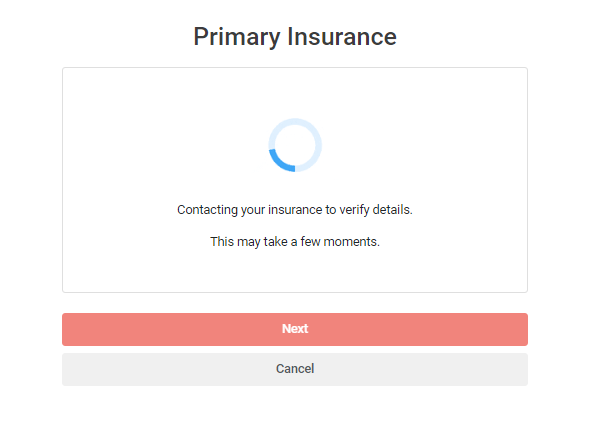 Primary Insurance
Contacting your insurance to verify details.
This may take a few moments.
Next
Cancel